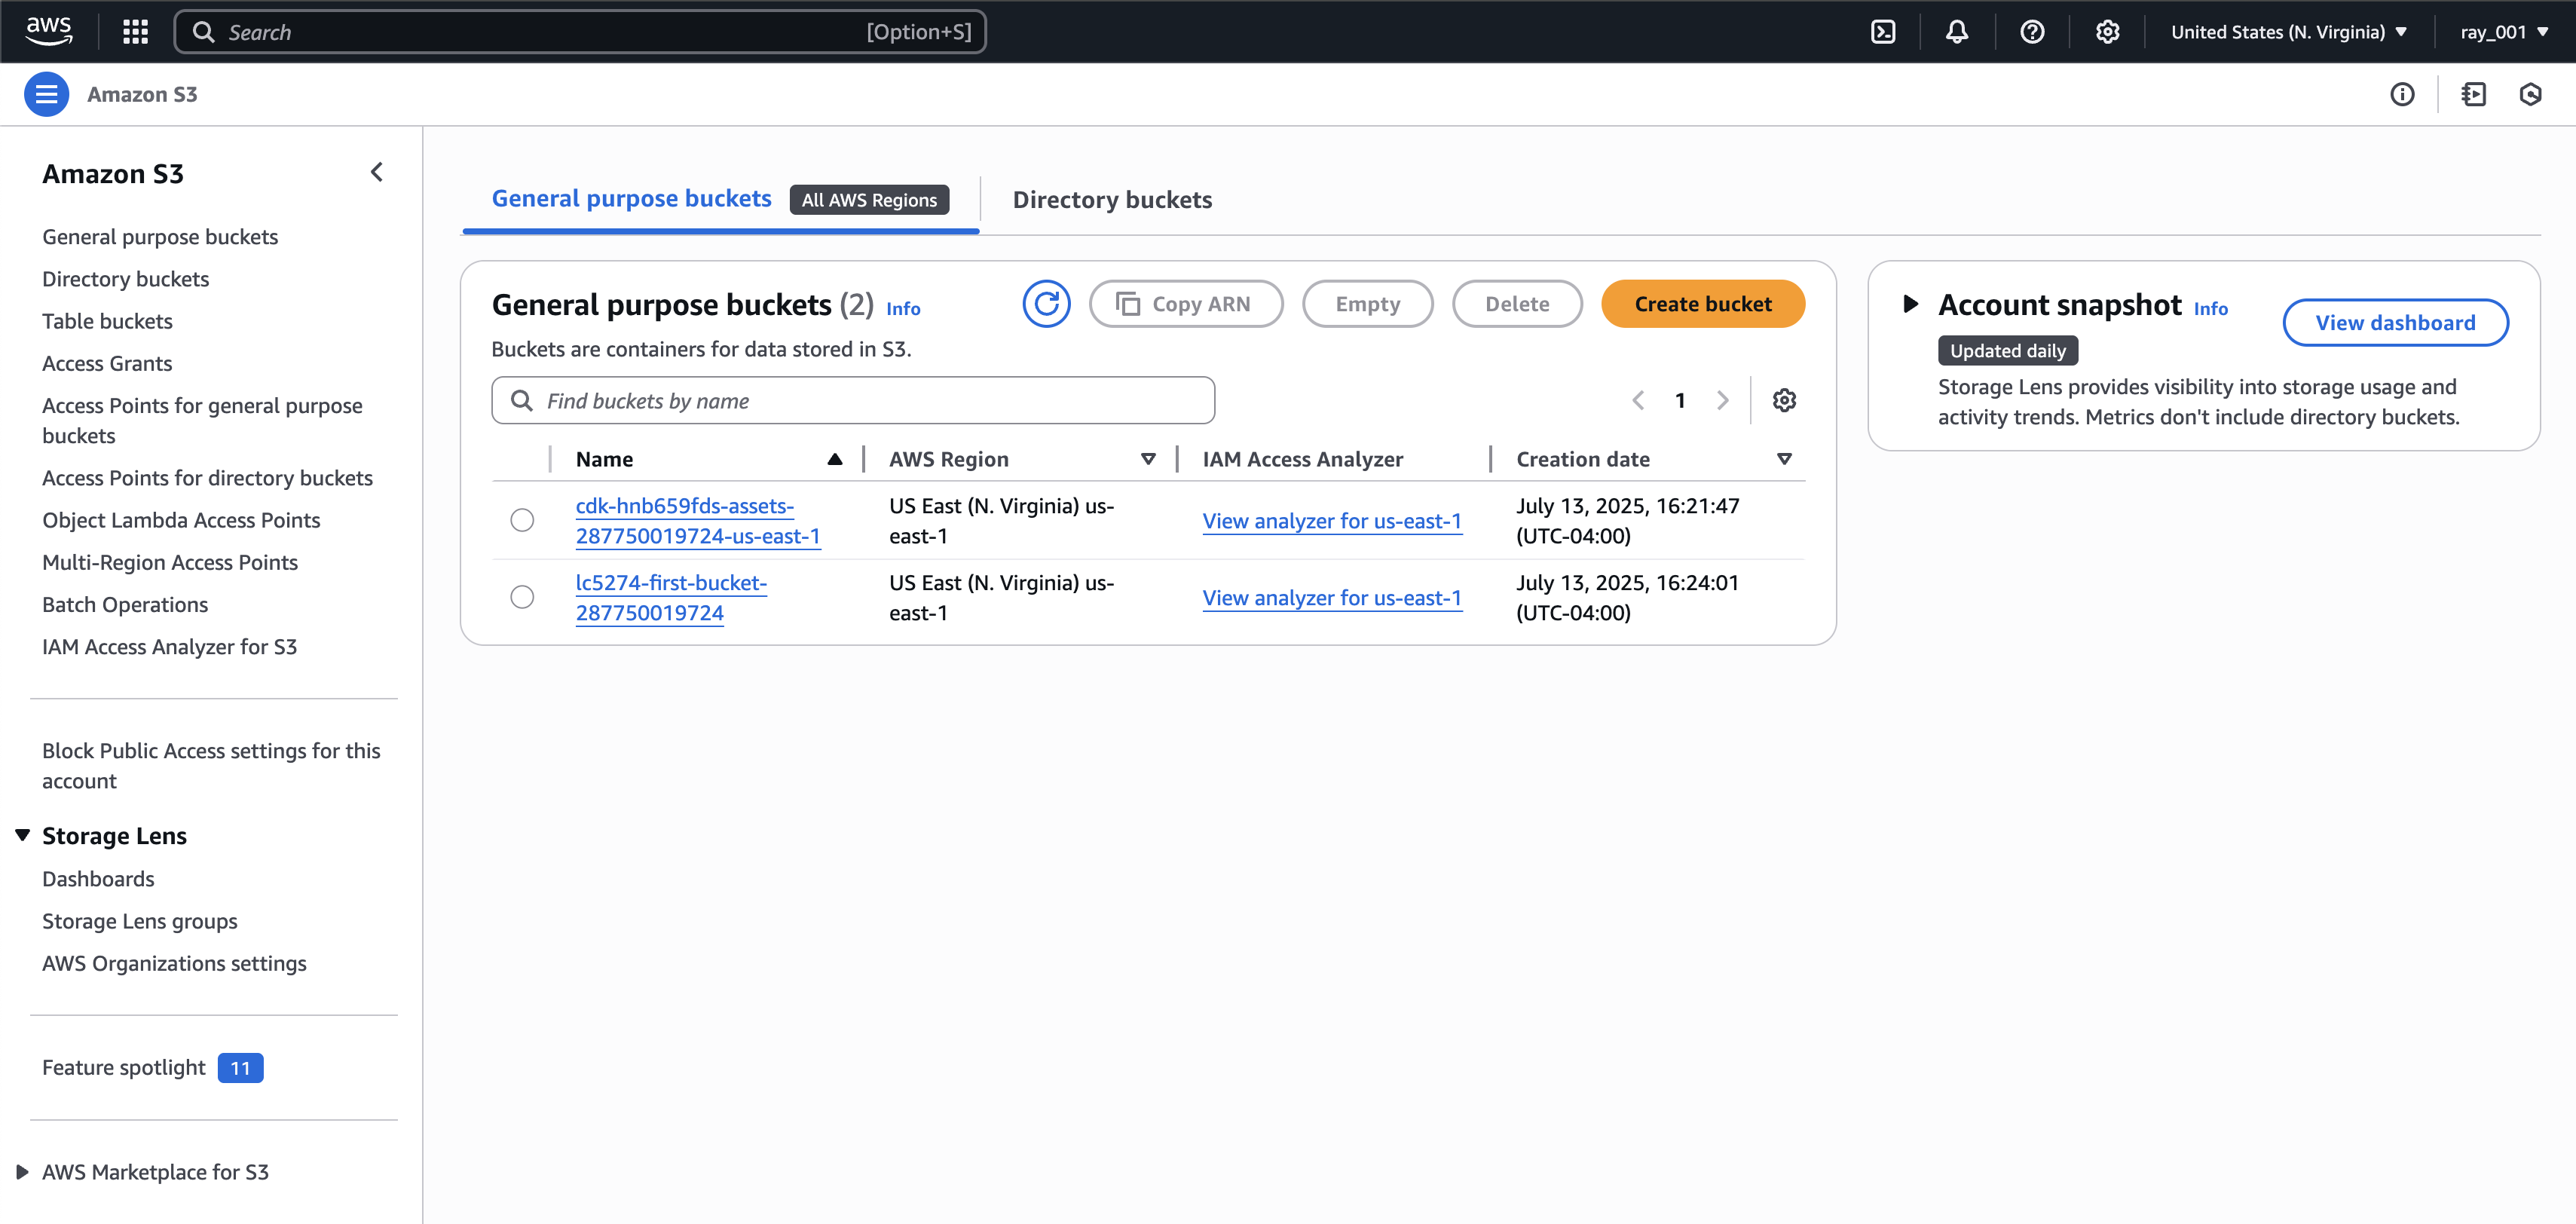 aws
Search
[Option+S]
United States (N. Virginia)
ray_001
Amazon S3
Amazon S3
General purpose buckets
Directory buckets
Table buckets
Access Grants
Access Points for general purpose
buckets
Access Points for directory buckets
Object Lambda Access Points
Multi-Region Access Points
Batch Operations
IAM Access Analyzer for S3
Block Public Access settings for this
account
Storage Lens
Dashboards
Storage Lens groups
AWS Organizations settings
Feature spotlight 11
AWS Marketplace for S3
General purpose buckets All AWS Regions
Directory buckets
General purpose buckets (2) Info
Copy ARN
Empty
Delete
Create bucket
Buckets are containers for data stored in S3.
Find buckets by name
1
Name AWS Region IAM Access Analyzer Creation date
cdk-hnb659fds-assets-
287750019724-us-east-1
US East (N. Virginia) us-
east-1
View analyzer for us-east-1
July 13, 2025, 16:21:47
(UTC-04:00)
lc5274-first-bucket-
287750019724
US East (N. Virginia) us-
east-1
View analyzer for us-east-1
July 13, 2025, 16:24:01
(UTC-04:00)
Account snapshot Info
Updated daily
View dashboard
Storage Lens provides visibility into storage usage and
activity trends. Metrics don't include directory buckets.